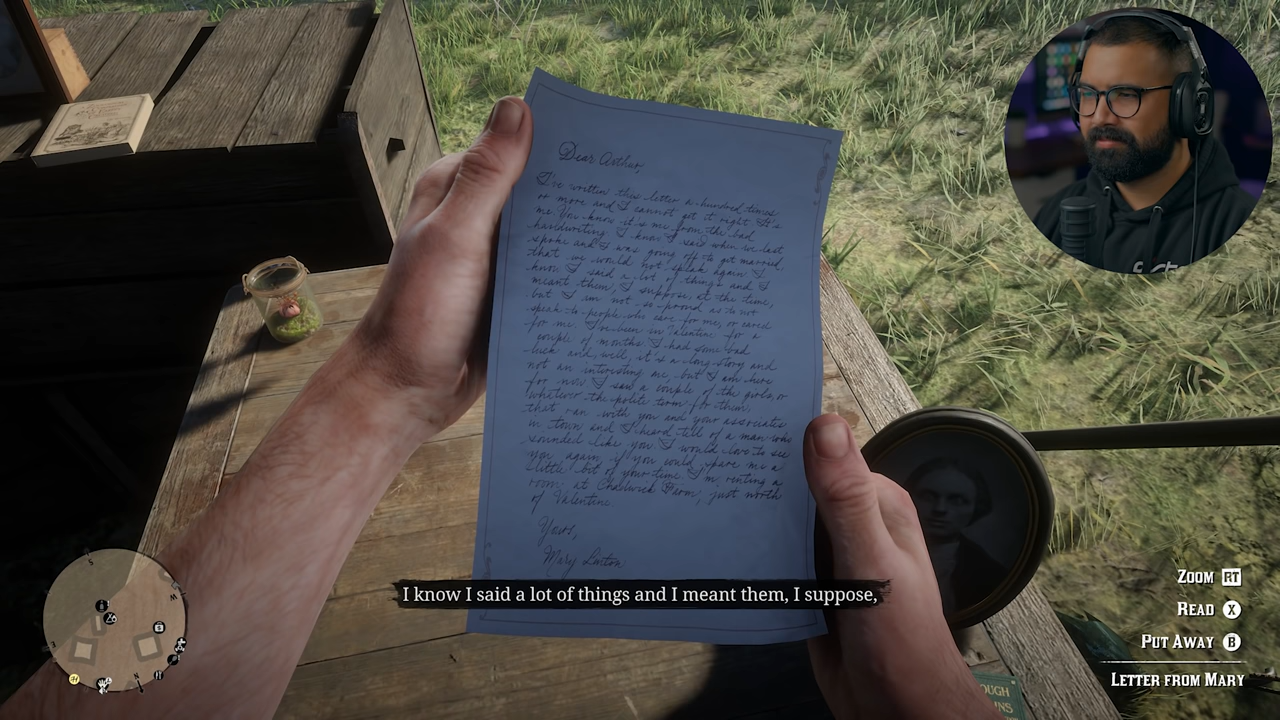 Dear Arthur,
I've written this letter a hundred times
or more and I cannot get it right. It's
me. You know it is me from the bad
handwriting. I know I said when we last
spoke and I was going off to get married,
that we would not speak again. I
know I said a lot of things and I
meant them, I suppose, at the time,
but I am not so proud as to not
speak to people who care for me, or cared
for me. I've been in Valentine for a
couple of months. I had some bad
luck and, well, it's a long story and
not an interesting one, but I am here
for now. I saw a couple of the girls, or
whatever the polite term for them,
that ran with you and your associates
in town and I heard tell of a man who
sounded like you. I would love to see
you again if you could spare me a
little bit of your time. I'm renting a
room at Chadwick Farm, just north
of Valentine.
Yours,
Mary Linton
I know I said a lot of things and I meant them, I suppose,
ZOOM RT
READ X
PUT AWAY B
LETTER FROM MARY